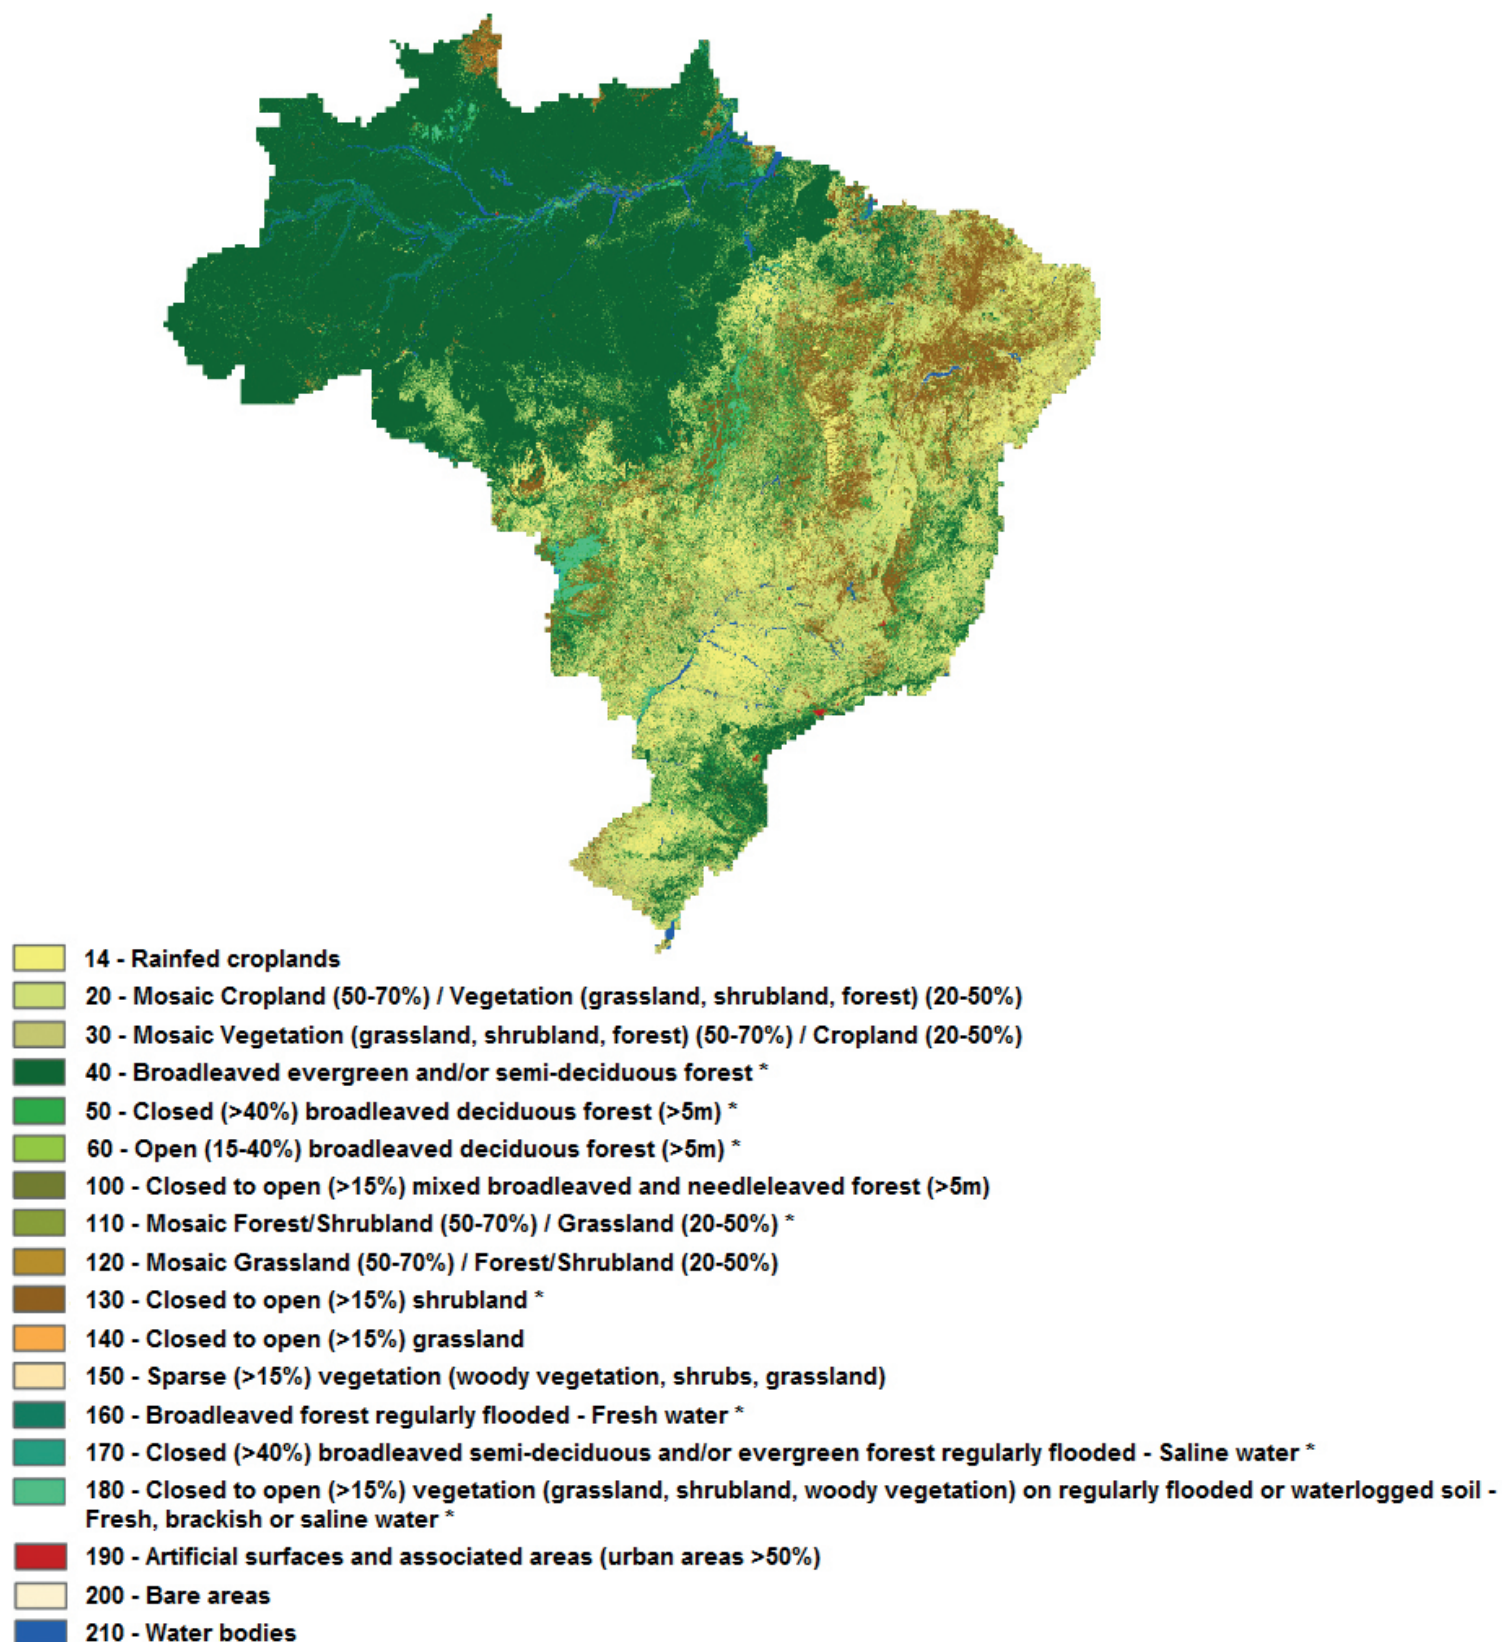 14 - Rainfed croplands
20 - Mosaic Cropland (50-70%) / Vegetation (grassland, shrubland, forest) (20-50%)
30 - Mosaic Vegetation (grassland, shrubland, forest) (50-70%) / Cropland (20-50%)
40 - Broadleaved evergreen and/or semi-deciduous forest *
50 - Closed (>40%) broadleaved deciduous forest (>5m) *
60 - Open (15-40%) broadleaved deciduous forest (>5m) *
100 - Closed to open (>15%) mixed broadleaved and needleleaved forest (>5m)
110 - Mosaic Forest/Shrubland (50-70%) / Grassland (20-50%) *
120 - Mosaic Grassland (50-70%) / Forest/Shrubland (20-50%)
130 - Closed to open (>15%) shrubland *
140 - Closed to open (>15%) grassland
150 - Sparse (>15%) vegetation (woody vegetation, shrubs, grassland)
160 - Broadleaved forest regularly flooded - Fresh water *
170 - Closed (>40%) broadleaved semi-deciduous and/or evergreen forest regularly flooded - Saline water *
180 - Closed to open (>15%) vegetation (grassland, shrubland, woody vegetation) on regularly flooded or waterlogged soil -
Fresh, brackish or saline water *
190 - Artificial surfaces and associated areas (urban areas >50%)
200 - Bare areas
210 - Water bodies